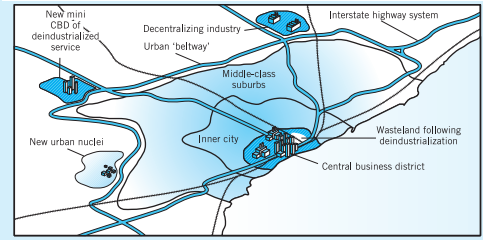 New mini
CBD of
deindustrialized
service
Decentralizing industry
Urban ‘beltway’
Interstate highway system
Middle-class
suburbs
New urban nuclei
Inner city
Wasteland following
deindustrialization
Central business district